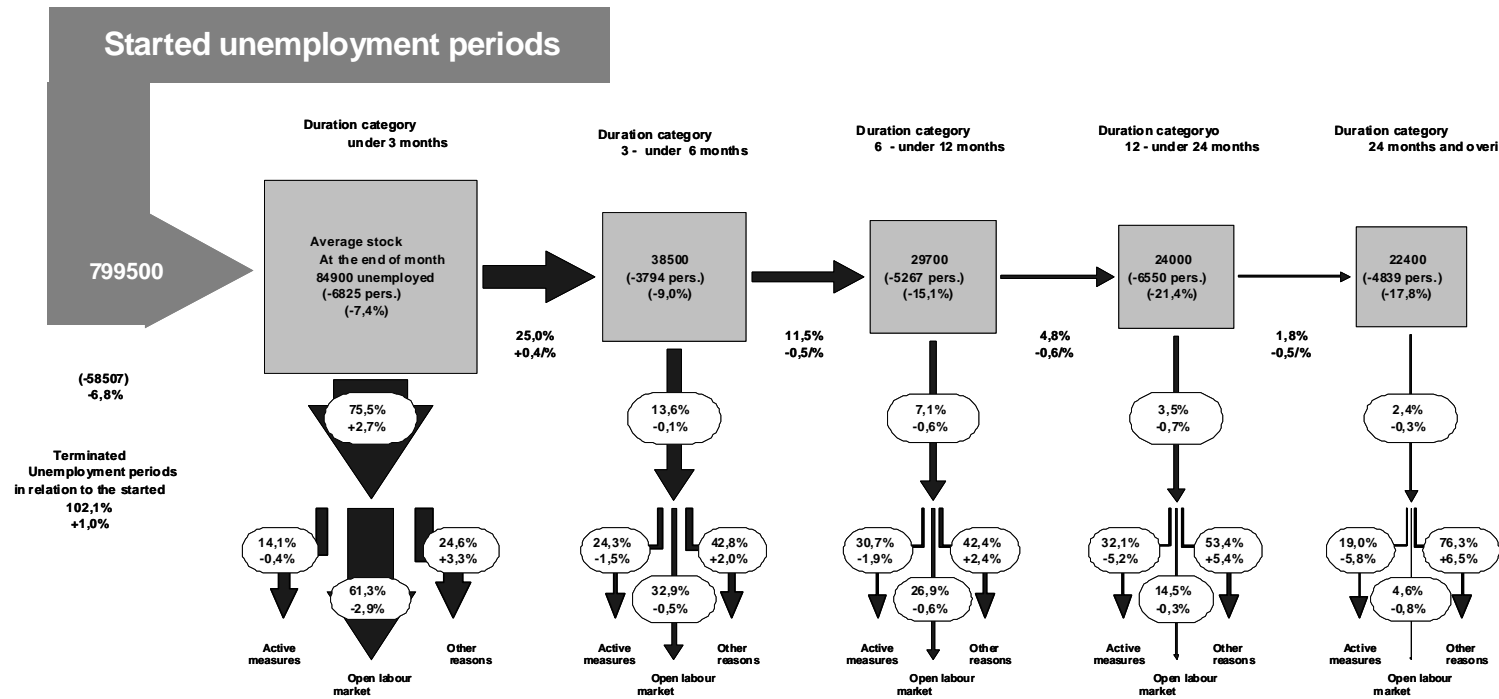 Started unemployment periods
799500
(-58507)
-6,8%
Terminated
Unemployment periods
in relation to the started
102,1%
+1,0%
Duration category
under 3 months
Average stock
At the end of month
84900 unemployed
(-6825 pers.)
(-7,4%)
25,0%
+0,4/%
75,5%
+2,7%
14,1%
-0,4%
61,3%
-2,9%
24,6%
+3,3%
Active
measures
Open labour
market
Other
reasons
Duration category
3 - under 6 months
38500
(-3794 pers.)
(-9,0%)
11,5%
-0,5/%
13,6%
-0,1%
24,3%
-1,5%
32,9%
-0,5%
42,8%
+2,0%
Active
measures
Open labour
market
Other
reasons
Duration category
6 - under 12 months
29700
(-5267 pers.)
(-15,1%)
4,8%
-0,6/%
7,1%
-0,6%
30,7%
-1,9%
26,9%
-0,6%
42,4%
+2,4%
Active
measures
Open labour
market
Other
reasons
Duration categoryo
12 - under 24 months
24000
(-6550 pers.)
(-21,4%)
1,8%
-0,5/%
3,5%
-0,7%
32,1%
-5,2%
14,5%
-0,3%
53,4%
+5,4%
Active
measures
Open labour
market
Other
reasons
Duration category
24 months and overi
22400
(-4839 pers.)
(-17,8%)
2,4%
-0,3%
19,0%
-5,8%
4,6%
-0,8%
76,3%
+6,5%
Active
measures
Open labour
market
Other
reasons